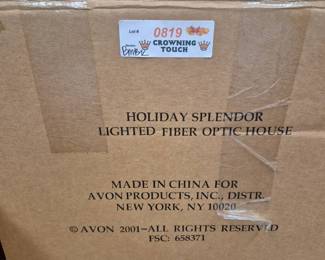 Lot #
0819
CROWNING
TOUCH
HOLIDAY SPLENDOR
LIGHTED FIBER OPTIC HOUSE
MADE IN CHINA FOR
AVON PRODUCTS, INC., DISTR.
NEW YORK, NY 10020
© AVON 2001–ALL RIGHTS RESERVED
FSC: 658371